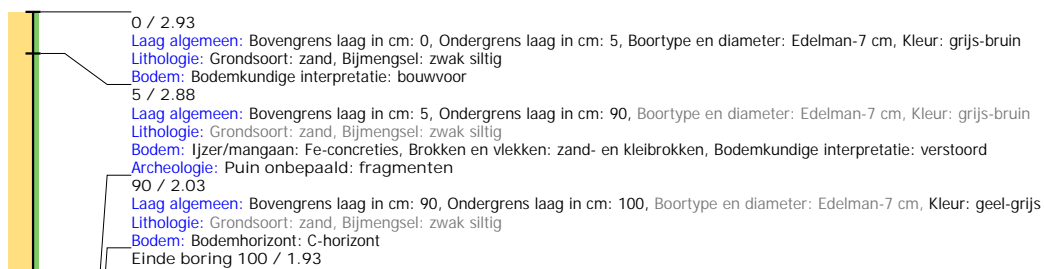 0 / 2.93
Laag algemeen: Bovengrens laag in cm: 0, Ondergrens laag in cm: 5, Boortype en diameter: Edelman-7 cm, Kleur: grijs-bruin
Lithologie: Grondsoort: zand, Bijmengsel: zwak siltig
Bodem: Bodemkundige interpretatie: bouwvoor
5 / 2.88
Laag algemeen: Bovengrens laag in cm: 5, Ondergrens laag in cm: 90, Boortype en diameter: Edelman-7 cm, Kleur: grijs-bruin
Lithologie: Grondsoort: zand, Bijmengsel: zwak siltig
Bodem: Ijzer/mangaan: Fe-concreties, Brokken en vlekken: zand- en kleibrokken, Bodemkundige interpretatie: verstoord
Archeologie: Puin onbepaald: fragmenten
90 / 2.03
Laag algemeen: Bovengrens laag in cm: 90, Ondergrens laag in cm: 100, Boortype en diameter: Edelman-7 cm, Kleur: geel-grijs
Lithologie: Grondsoort: zand, Bijmengsel: zwak siltig
Bodem: Bodemhorizont: C-horizont
Einde boring 100 / 1.93